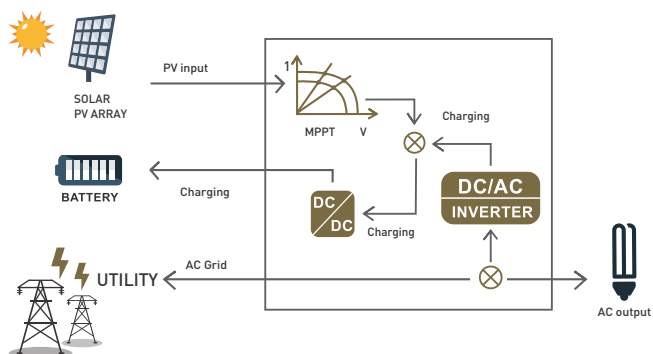 PV input
SOLAR
PV ARRAY
1
MPPT V
Charging
BATTERY
Charging
DC
DC
Charging
DC/AC
INVERTER
UTILITY
AC Grid
AC output